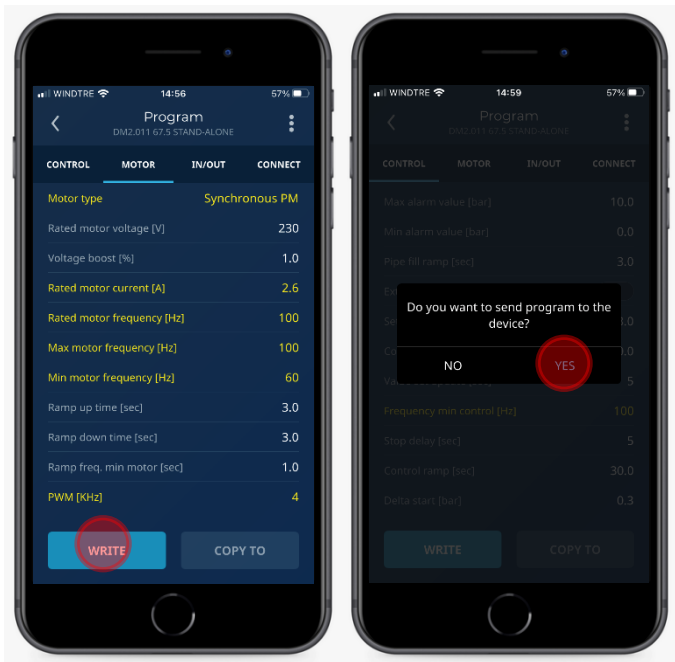 WINDTRE 14:56 57%
Program
DM2.011 67.5 STAND-ALONE
CONTROL MOTOR IN/OUT CONNECT
Motor type Synchronous PM
Rated motor voltage [V] 230
Voltage boost [%] 1.0
Rated motor current [A] 2.6
Rated motor frequency [Hz] 100
Max motor frequency [Hz] 100
Min motor frequency [Hz] 60
Ramp up time [sec] 3.0
Ramp down time [sec] 3.0
Ramp freq. min motor [sec] 1.0
PWM [KHz] 4
WRITE COPY TO
WINDTRE 14:59 57%
Program
DM2.011 67.5 STAND-ALONE
CONTROL MOTOR IN/OUT CONNECT
Max alarm value [bar] 10.0
Min alarm value [bar] 0.0
Pipe fill ramp [sec] 3.0
Do you want to send program to the
device?
NO YES
5
Frequency min control [Hz] 100
Stop delay [sec] 5
Control ramp [sec] 30.0
Delta start [bar] 0.3
WRITE COPY TO